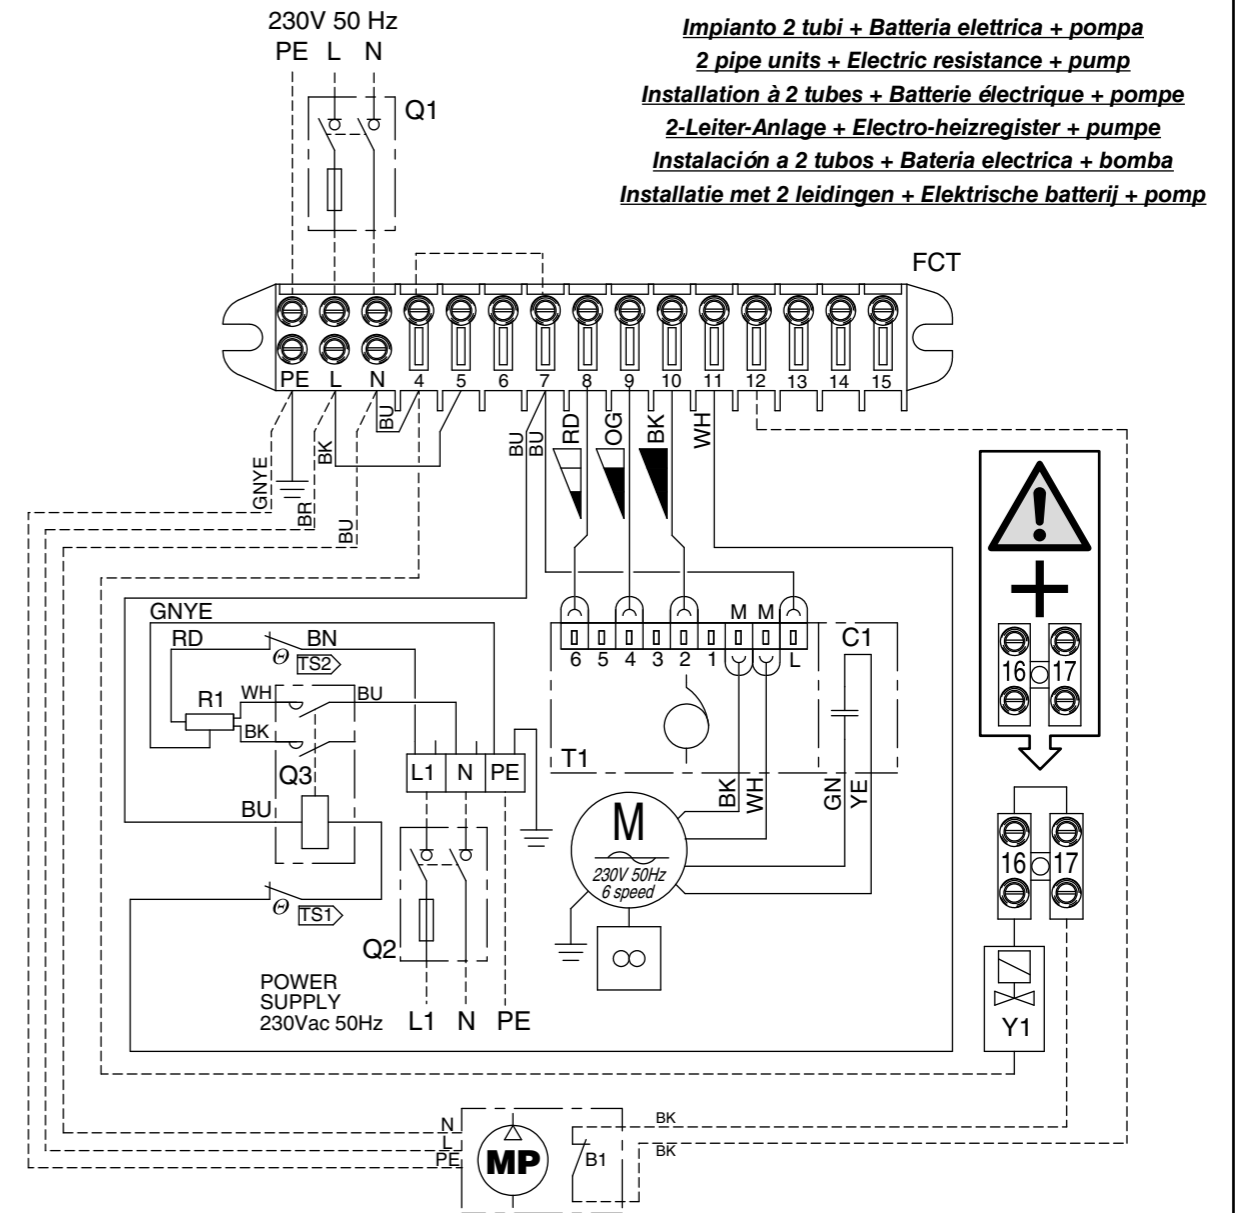 230V 50 Hz
PE L N
Q1
Impianto 2 tubi + Batteria elettrica + pompa
2 pipe units + Electric resistance + pump
Installation à 2 tubes + Batterie électrique + pompe
2-Leiter-Anlage + Electro-heizregister + pumpe
Instalación a 2 tubos + Bateria electrica + bomba
Installatie met 2 leidingen + Elektrische batterij + pomp
FCT
PE L N 4 5 6 7 8 9 10 11 12 13 14 15
GNYE
BR
BK
BU
BU
BU
BU
RD
OG
BK
WH
GNYE
RD
BN
TS2
R1
WH
BU
BK
Q3
BU
TS1
L1 N PE
Q2
POWER
SUPPLY
230Vac 50Hz
L1 N PE
M M
6 5 4 3 2 1 L
C1
T1
BK
WH
GN
YE
M
230V 50Hz
6 speed
16 17
16 17
Y1
N
L
PE
MP
B1
BK
BK